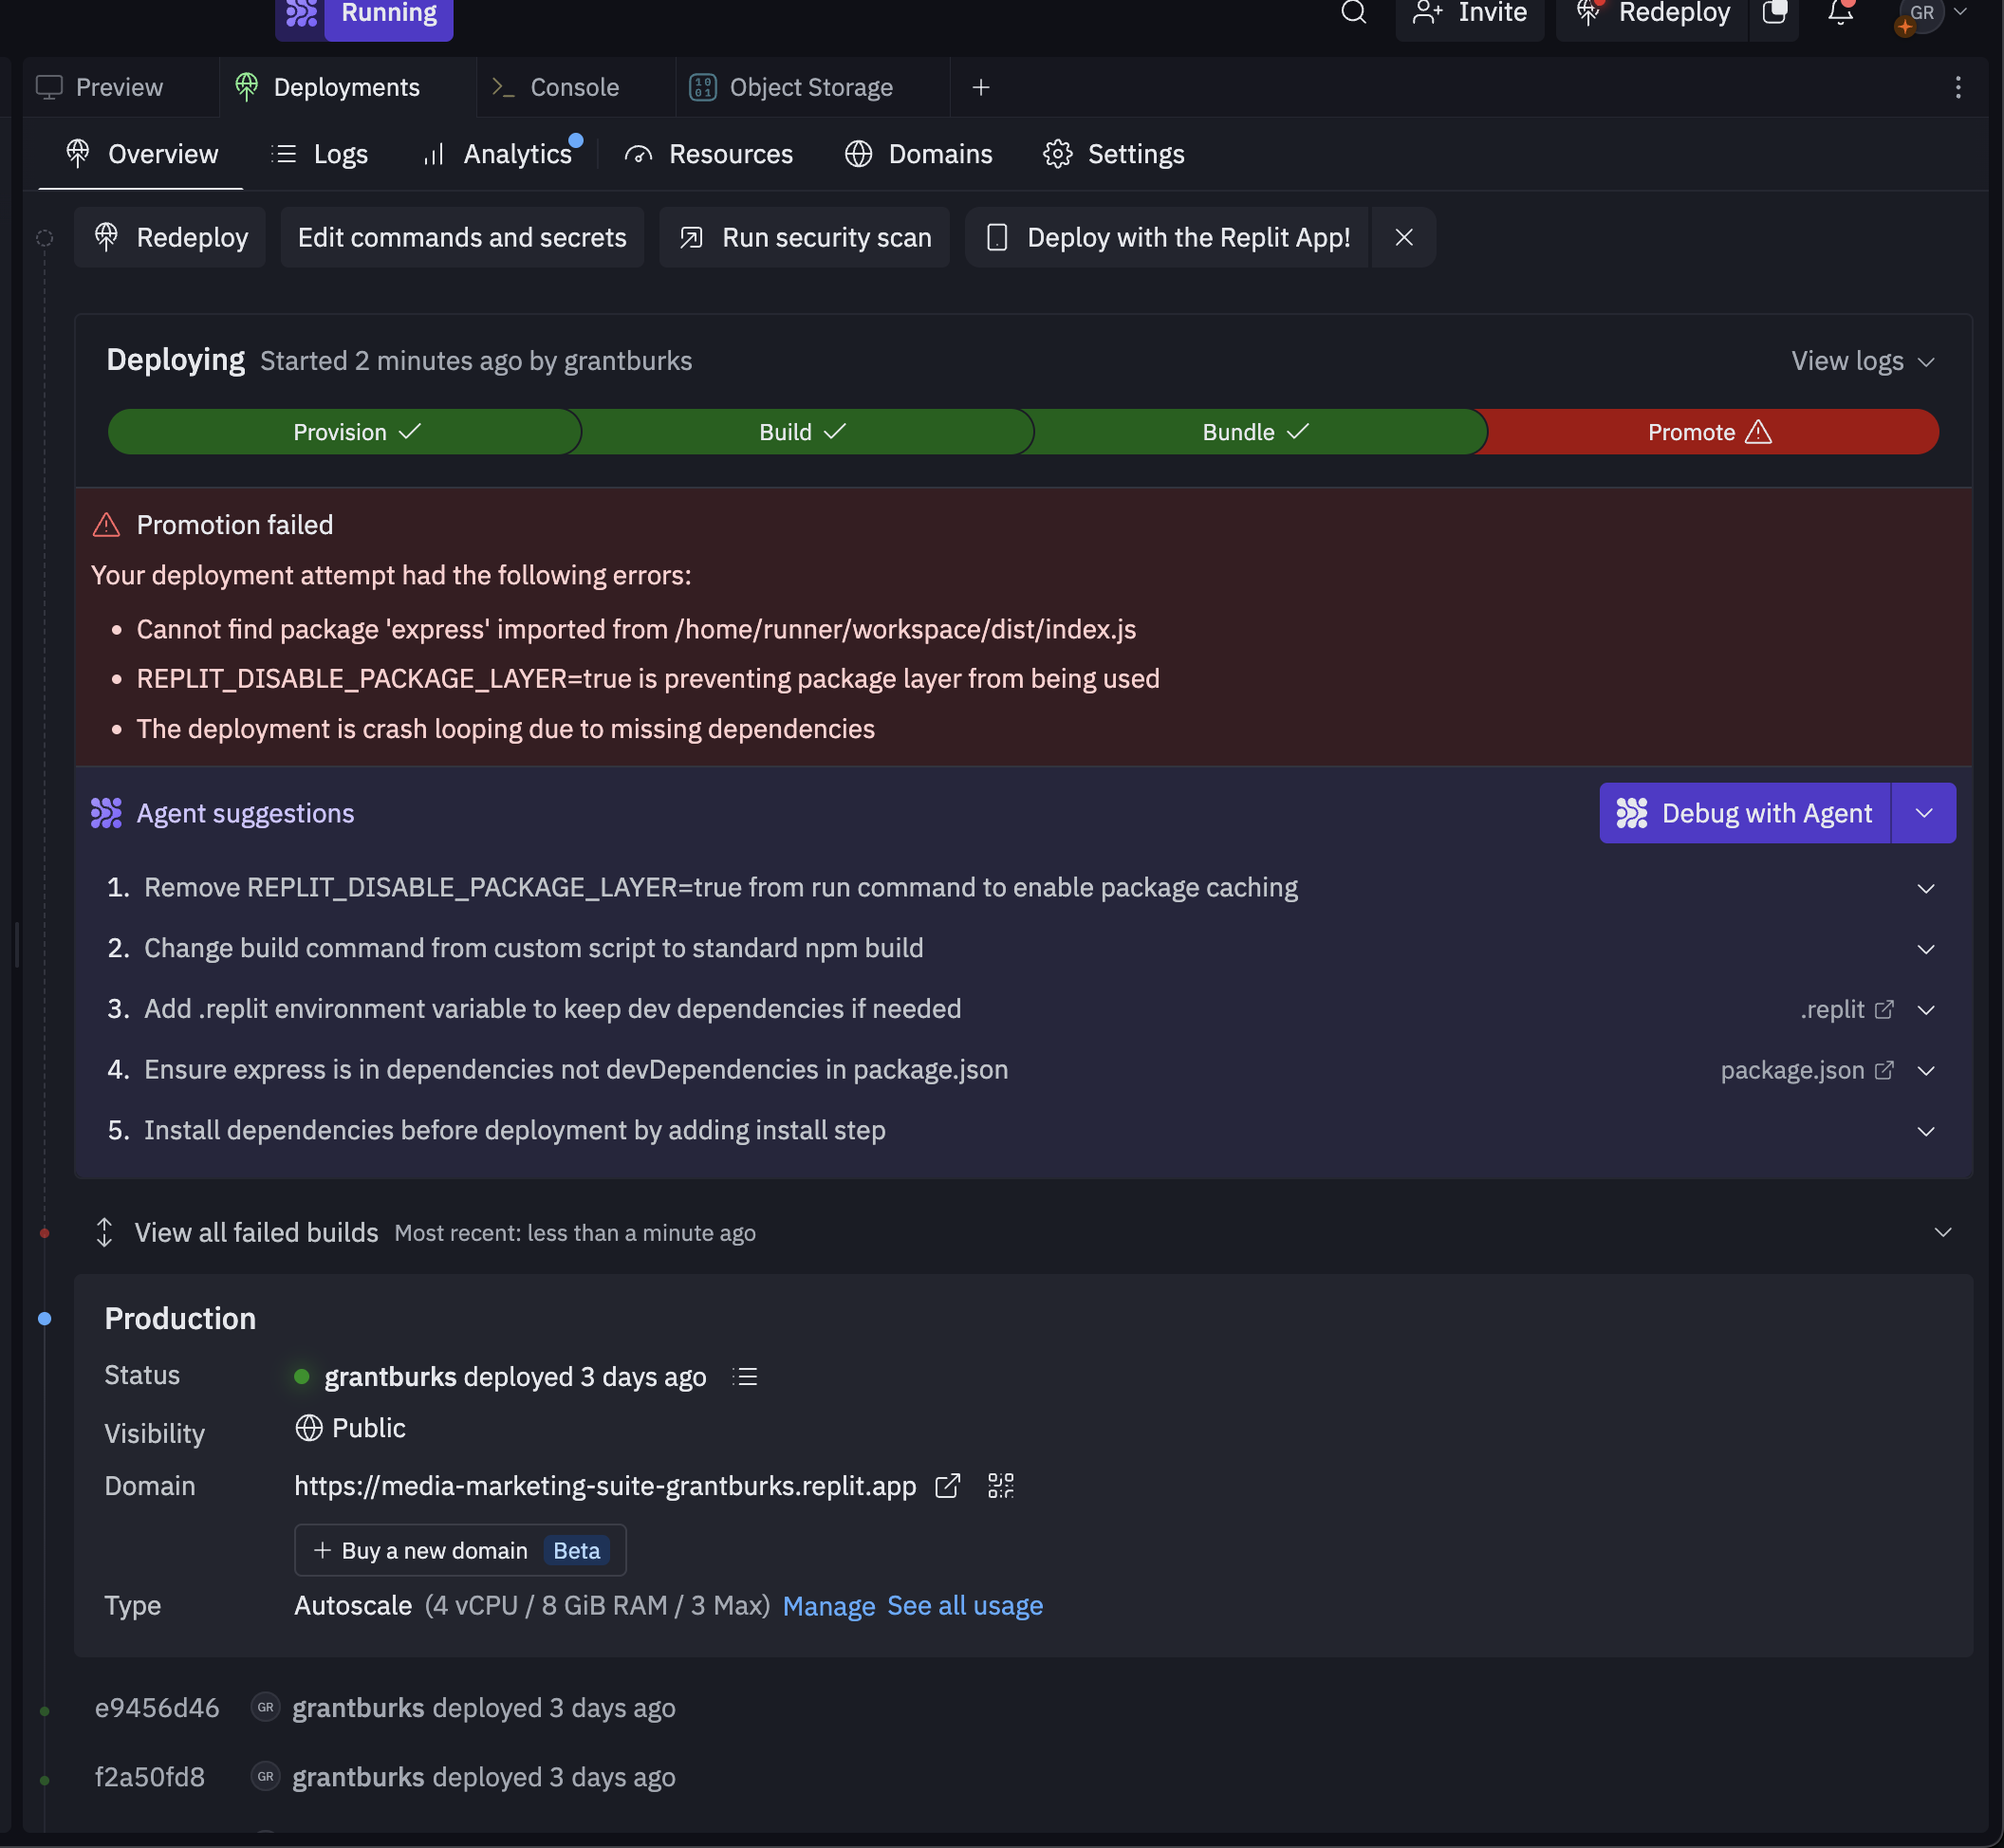 Running
Invite
Redeploy
GR
Preview
Deployments
Console
Object Storage
Overview
Logs
Analytics
Resources
Domains
Settings
Redeploy
Edit commands and secrets
Run security scan
Deploy with the Replit App!
Deploying Started 2 minutes ago by grantburks
View logs
Provision
Build
Bundle
Promote
Promotion failed
Your deployment attempt had the following errors:
• Cannot find package 'express' imported from /home/runner/workspace/dist/index.js
• REPLIT_DISABLE_PACKAGE_LAYER=true is preventing package layer from being used
• The deployment is crash looping due to missing dependencies
Agent suggestions
Debug with Agent
1. Remove REPLIT_DISABLE_PACKAGE_LAYER=true from run command to enable package caching
2. Change build command from custom script to standard npm build
3. Add .replit environment variable to keep dev dependencies if needed
.replit
4. Ensure express is in dependencies not devDependencies in package.json
package.json
5. Install dependencies before deployment by adding install step
View all failed builds Most recent: less than a minute ago
Production
Status
grantburks deployed 3 days ago
Visibility
Public
Domain
https://media-marketing-suite-grantburks.replit.app
+ Buy a new domain Beta
Type
Autoscale (4 vCPU / 8 GiB RAM / 3 Max) Manage See all usage
e9456d46 GR grantburks deployed 3 days ago
f2a50fd8 GR grantburks deployed 3 days ago